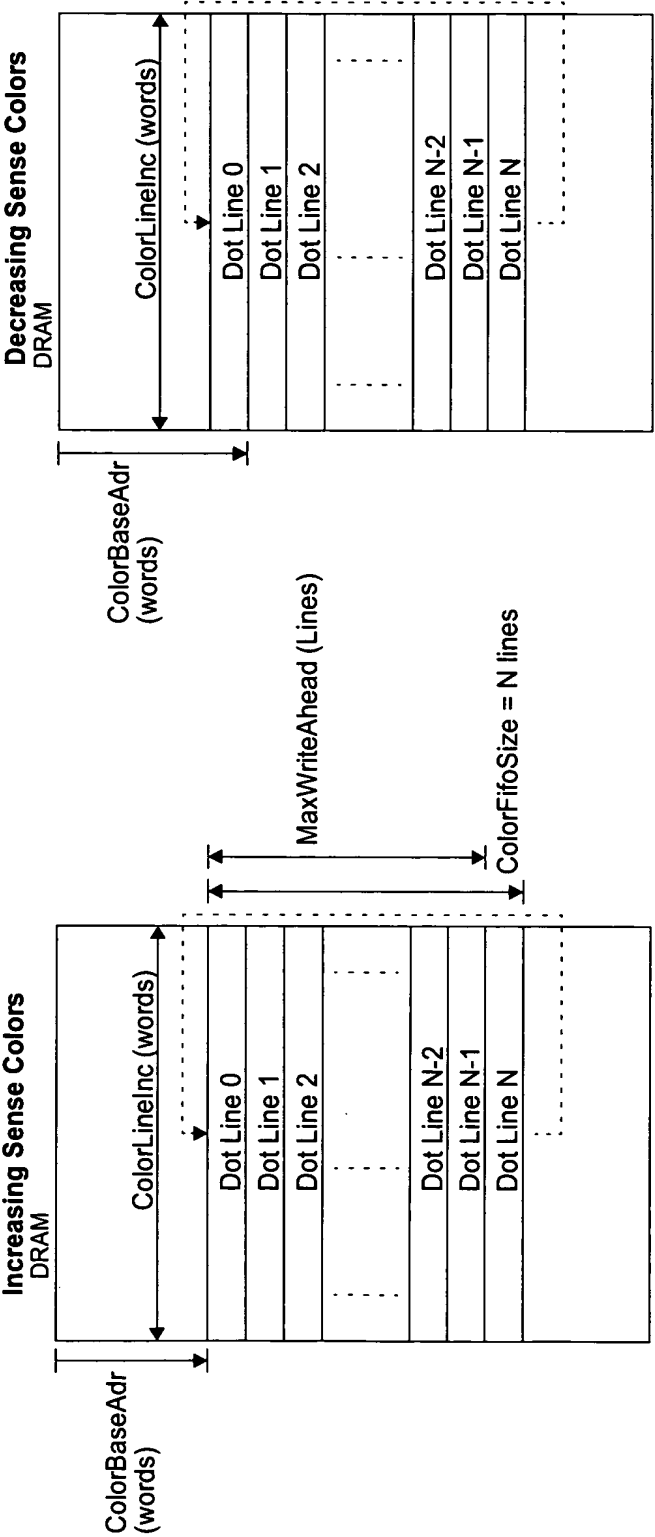 Increasing Sense Colors
DRAM
ColorBaseAdr
(words)
ColorLineInc (words)
Dot Line 0
Dot Line 1
Dot Line 2
Dot Line N-2
Dot Line N-1
Dot Line N
MaxWriteAhead (Lines)
ColorFifoSize = N lines
Decreasing Sense Colors
DRAM
ColorBaseAdr
(words)
ColorLineInc (words)
Dot Line 0
Dot Line 1
Dot Line 2
Dot Line N-2
Dot Line N-1
Dot Line N